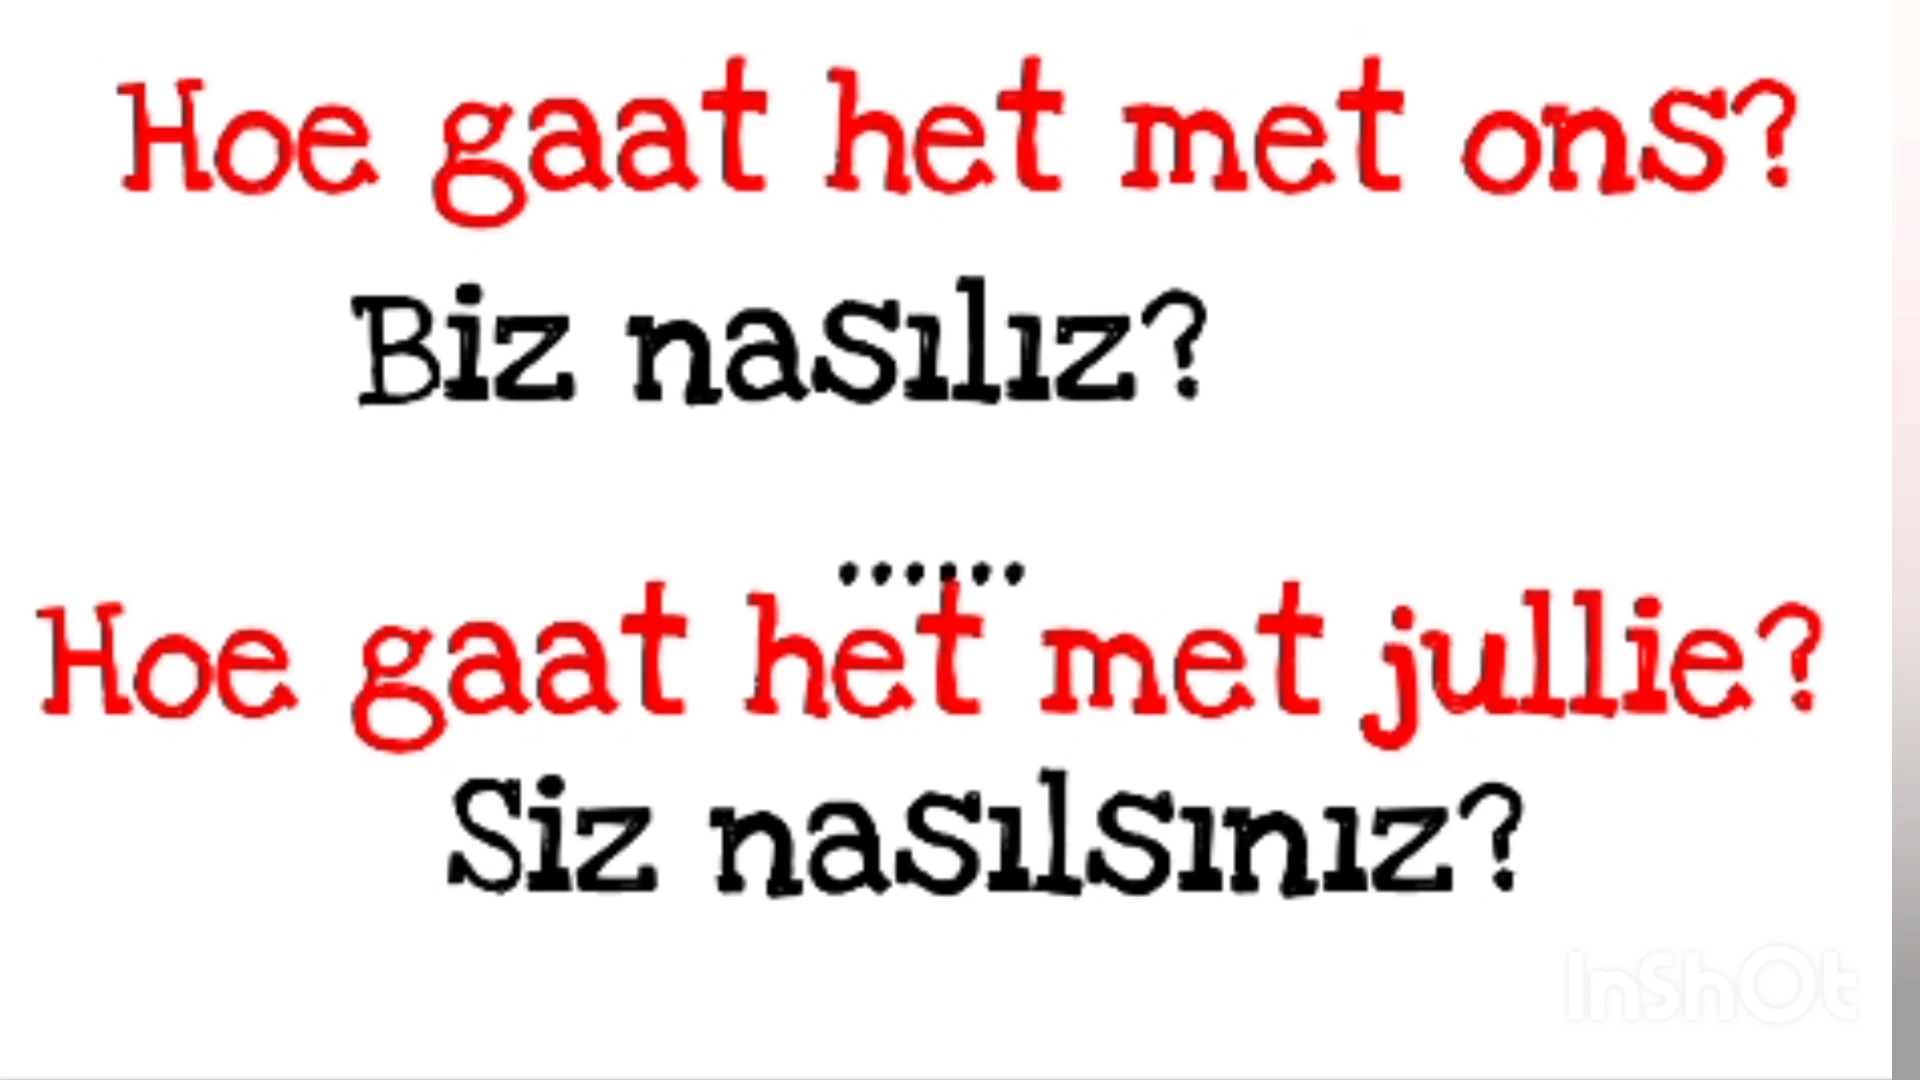 Hoe gaat het met ons?
Biz nasılız?
......
Hoe gaat het met jullie?
Siz nasılsınız?
InShOt